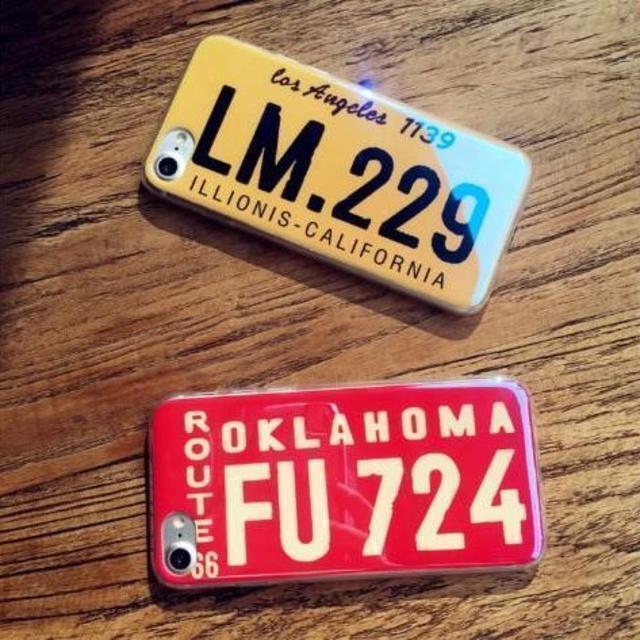 los Angeles 1139
LM.229
ILLIONIS-CALIFORNIA
ROUTE 66
OKLAHOMA
FU 724